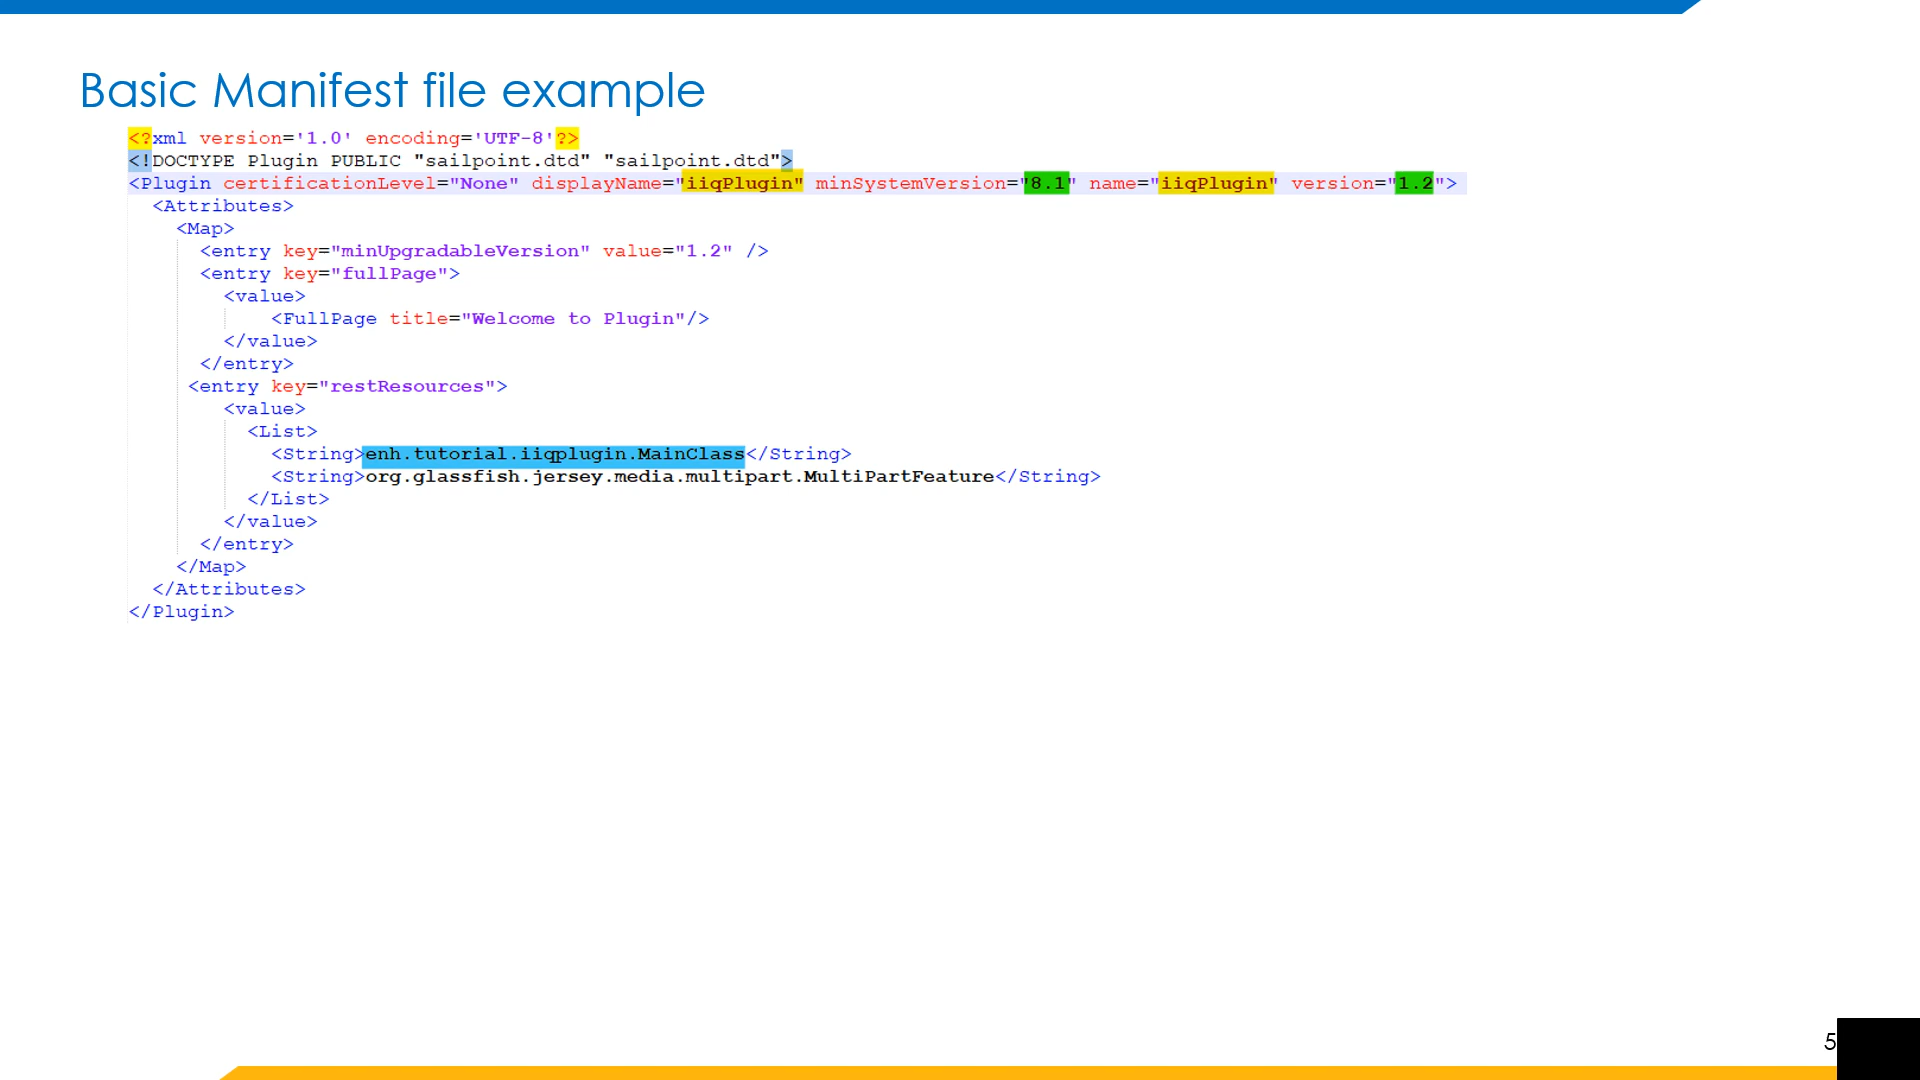 Basic Manifest file example
<?xml version='1.0' encoding='UTF-8'?>
<!DOCTYPE Plugin PUBLIC "sailpoint.dtd" "sailpoint.dtd">
<Plugin certificationLevel="None" displayName="iiqPlugin" minSystemVersion="8.1" name="iiqPlugin" version="1.2">
<Attributes>
<Map>
<entry key="minUpgradableVersion" value="1.2" />
<entry key="fullPage">
<value>
<FullPage title="Welcome to Plugin"/>
</value>
</entry>
<entry key="restResources">
<value>
<List>
<String>enh.tutorial.iiqplugin.MainClass</String>
<String>org.glassfish.jersey.media.multipart.MultiPartFeature</String>
</List>
</value>
</entry>
</Map>
</Attributes>
</Plugin>
5